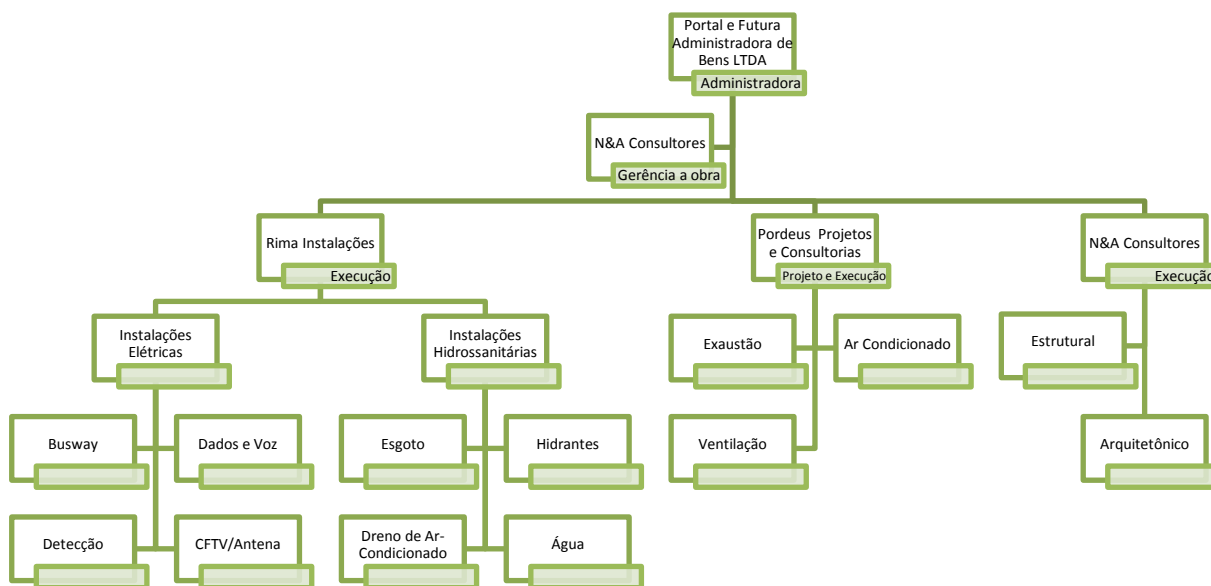 Portal e Futura
Administradora de
Bens LTDA
Administradora
N&A Consultores
Gerência a obra
Rima Instalações
Execução
Pordeus Projetos
e Consultorias
Projeto e Execução
N&A Consultores
Execução
Instalações
Elétricas
Instalações
Hidrossanitárias
Exaustão
Ar Condicionado
Estrutural
Busway
Dados e Voz
Esgoto
Hidrantes
Ventilação
Arquitetônico
Detecção
CFTV/Antena
Dreno de Ar-
Condicionado
Água